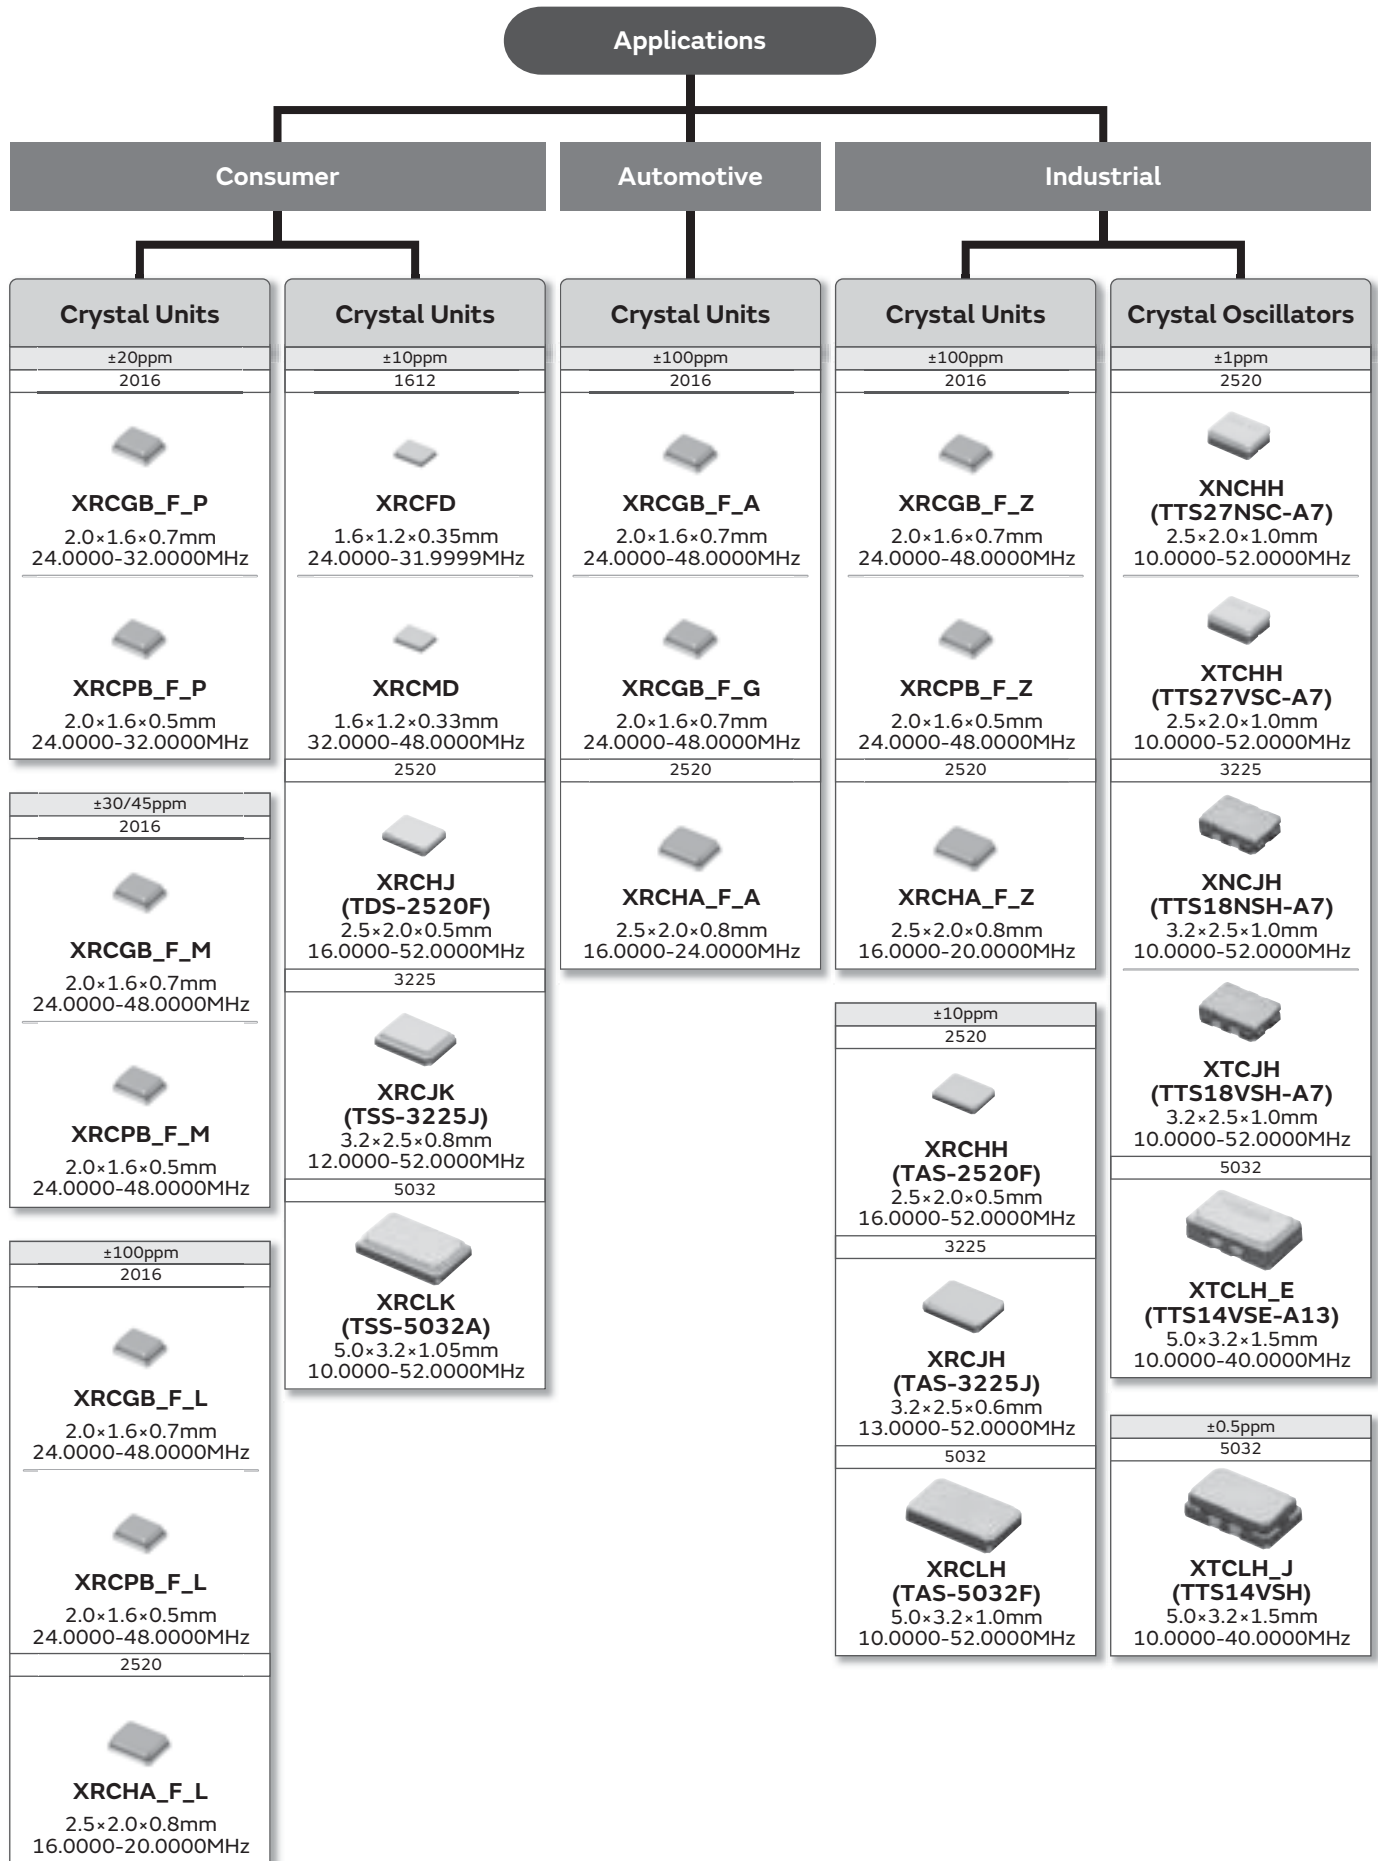 Applications
Consumer
Automotive
Industrial
Crystal Units
±20ppm
2016
XRCGB_F_P
2.0×1.6×0.7mm
24.0000-32.0000MHz
XRCPB_F_P
2.0×1.6×0.5mm
24.0000-32.0000MHz
±30/45ppm
2016
XRCGB_F_M
2.0×1.6×0.7mm
24.0000-48.0000MHz
XRCPB_F_M
2.0×1.6×0.5mm
24.0000-48.0000MHz
±100ppm
2016
XRCGB_F_L
2.0×1.6×0.7mm
24.0000-48.0000MHz
XRCPB_F_L
2.0×1.6×0.5mm
24.0000-48.0000MHz
2520
XRCHA_F_L
2.5×2.0×0.8mm
16.0000-20.0000MHz
Crystal Units
±10ppm
1612
XRCFD
1.6×1.2×0.35mm
24.0000-31.9999MHz
XRCMD
1.6×1.2×0.33mm
32.0000-48.0000MHz
2520
XRCHJ
(TDS-2520F)
2.5×2.0×0.5mm
16.0000-52.0000MHz
3225
XRCJK
(TSS-3225J)
3.2×2.5×0.8mm
12.0000-52.0000MHz
5032
XRCLK
(TSS-5032A)
5.0×3.2×1.05mm
10.0000-52.0000MHz
Crystal Units
±100ppm
2016
XRCGB_F_A
2.0×1.6×0.7mm
24.0000-48.0000MHz
XRCGB_F_G
2.0×1.6×0.7mm
24.0000-48.0000MHz
2520
XRCHA_F_A
2.5×2.0×0.8mm
16.0000-24.0000MHz
Crystal Units
±100ppm
2016
XRCGB_F_Z
2.0×1.6×0.7mm
24.0000-48.0000MHz
XRCPB_F_Z
2.0×1.6×0.5mm
24.0000-48.0000MHz
2520
XRCHA_F_Z
2.5×2.0×0.8mm
16.0000-20.0000MHz
±10ppm
2520
XRCHH
(TAS-2520F)
2.5×2.0×0.5mm
16.0000-52.0000MHz
3225
XRCJH
(TAS-3225J)
3.2×2.5×0.6mm
13.0000-52.0000MHz
5032
XRCLH
(TAS-5032F)
5.0×3.2×1.0mm
10.0000-52.0000MHz
Crystal Oscillators
±1ppm
2520
XNCHH
(TTS27NSC-A7)
2.5×2.0×1.0mm
10.0000-52.0000MHz
XTCHH
(TTS27VSC-A7)
2.5×2.0×1.0mm
10.0000-52.0000MHz
3225
XNCJH
(TTS18NSH-A7)
3.2×2.5×1.0mm
10.0000-52.0000MHz
XTCJH
(TTS18VSH-A7)
3.2×2.5×1.0mm
10.0000-52.0000MHz
5032
XTCLH_E
(TTS14VSE-A13)
5.0×3.2×1.5mm
10.0000-40.0000MHz
±0.5ppm
5032
XTCLH_J
(TTS14VSH)
5.0×3.2×1.5mm
10.0000-40.0000MHz